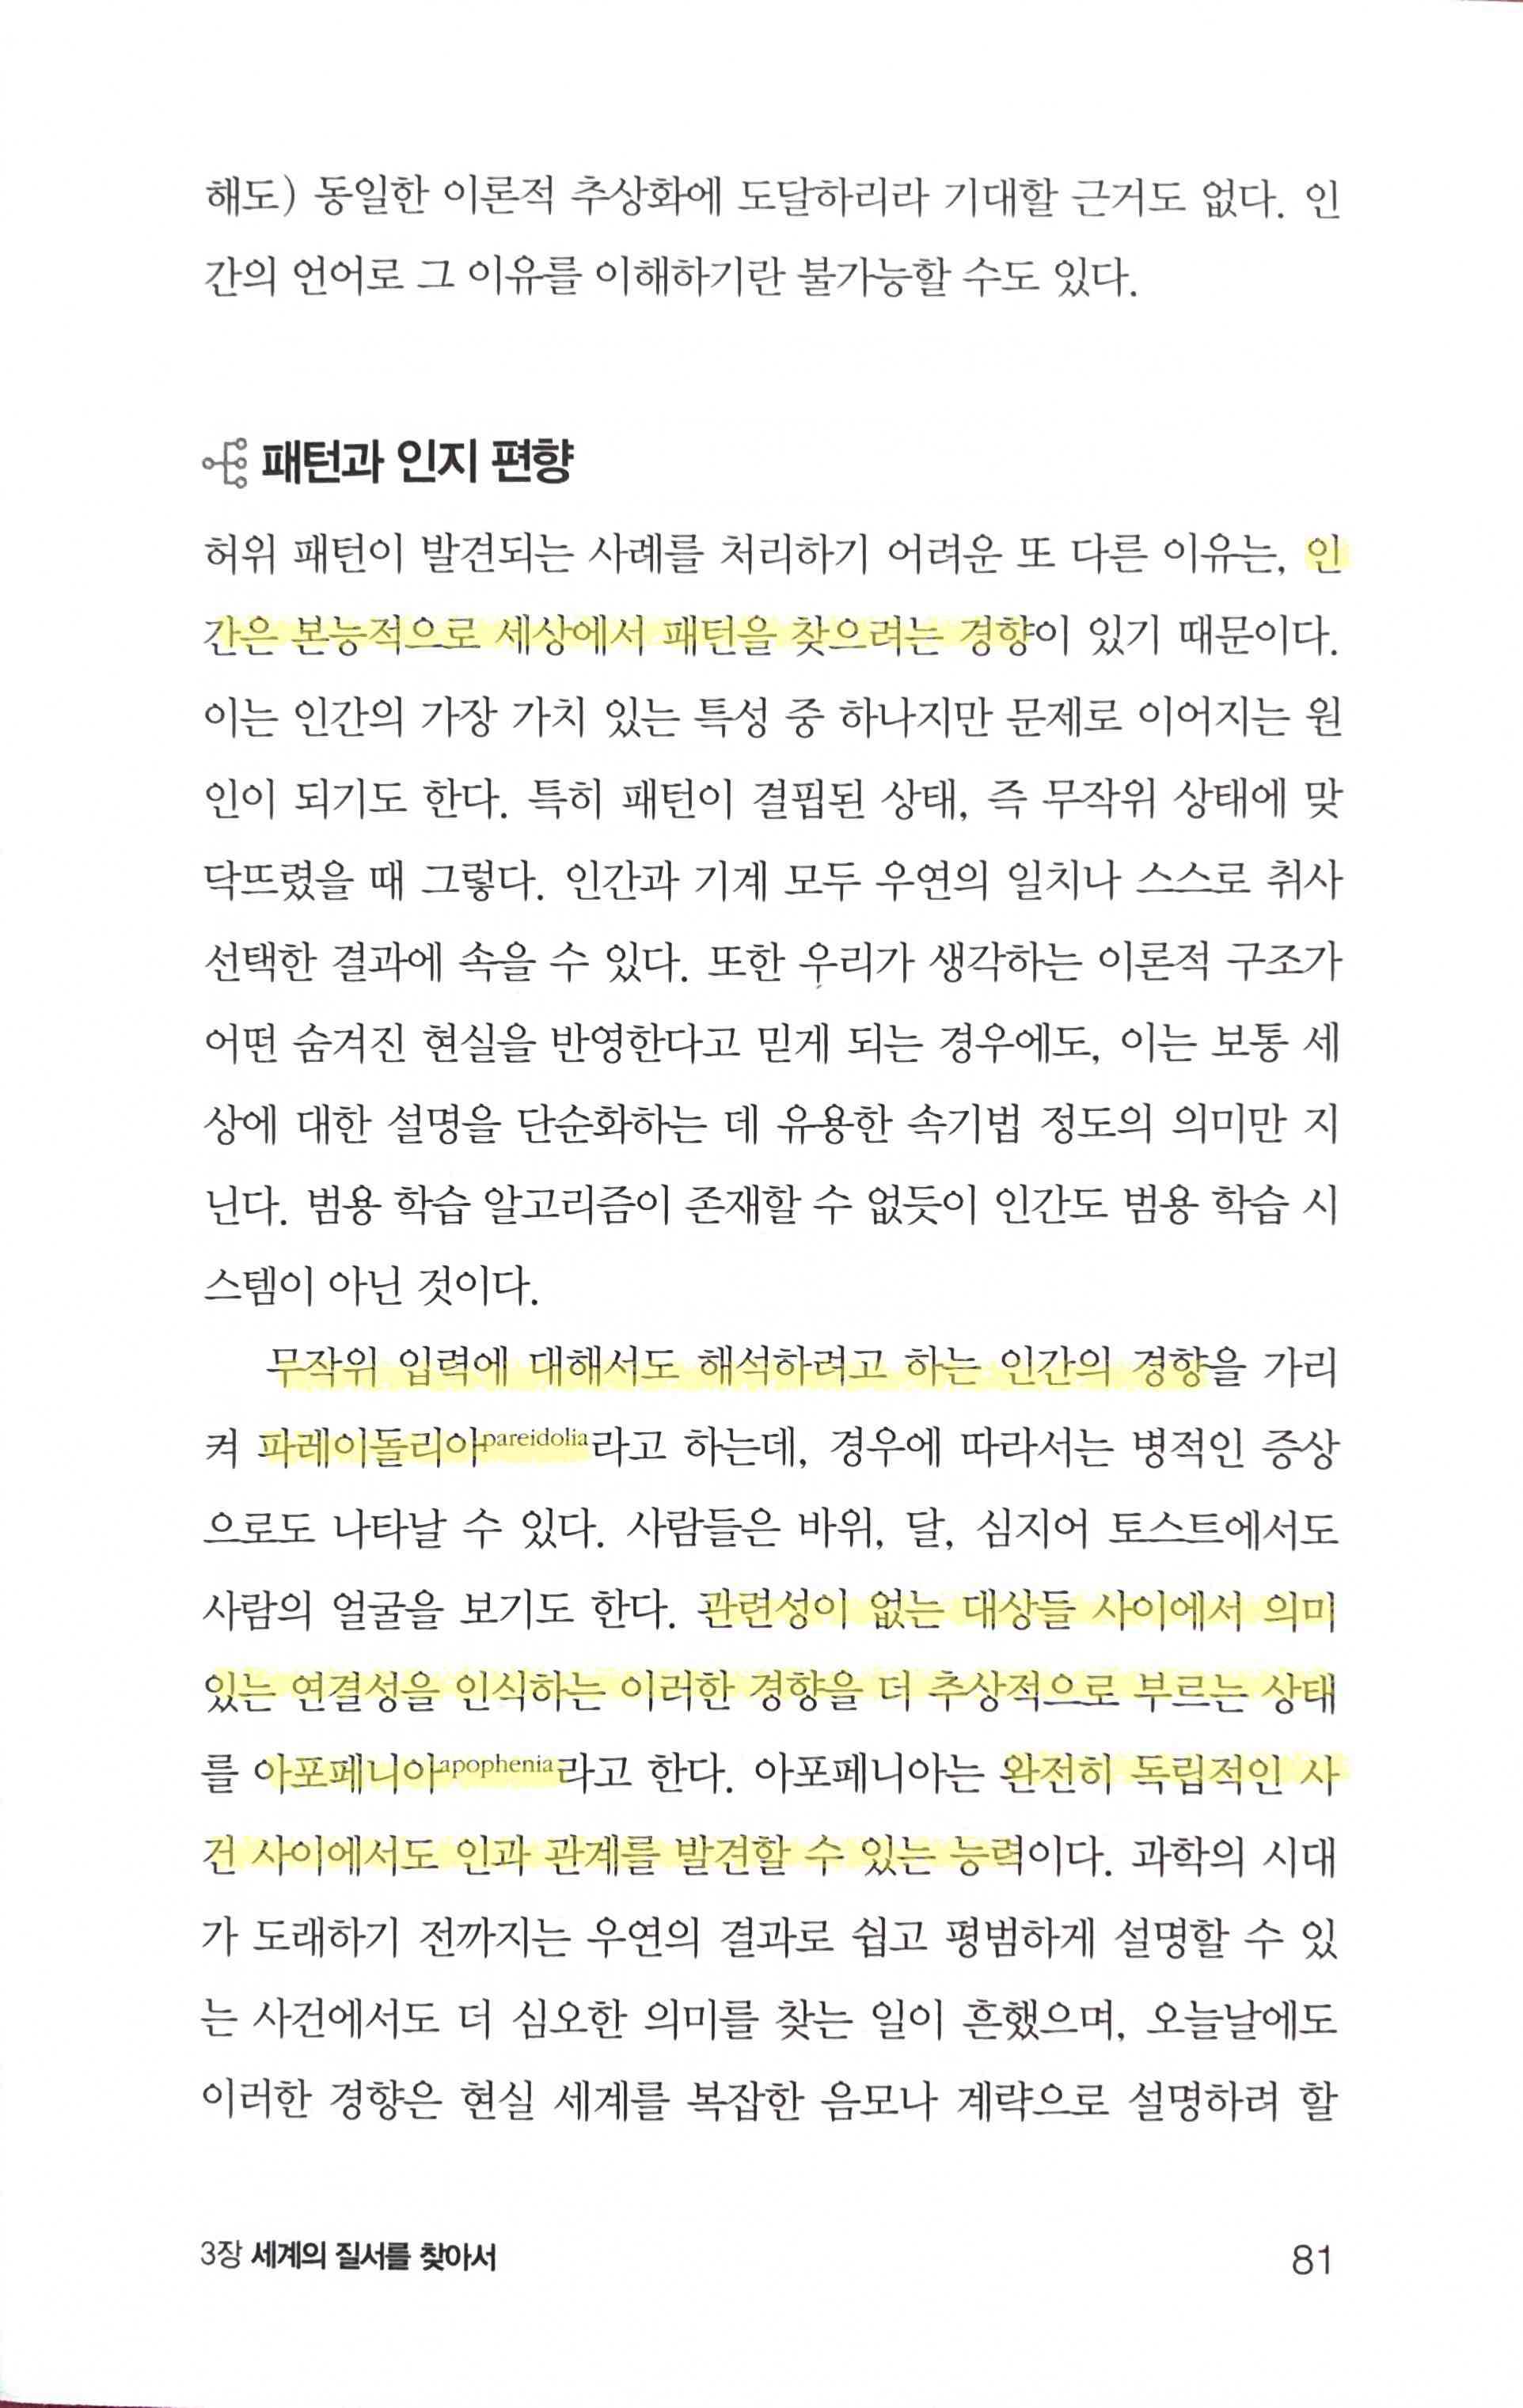 해도) 동일한 이론적 추상화에 도달하리라 기대할 근거도 없다. 인
간의 언어로 그 이유를 이해하기란 불가능할 수도 있다.
패턴과 인지 편향
허위 패턴이 발견되는 사례를 처리하기 어려운 또 다른 이유는, 인
간은 본능적으로 세상에서 패턴을 찾으려는 경향이 있기 때문이다.
이는 인간의 가장 가치 있는 특성 중 하나지만 문제로 이어지는 원
인이 되기도 한다. 특히 패턴이 결핍된 상태, 즉 무작위 상태에 맞
닥뜨렸을 때 그렇다. 인간과 기계 모두 우연의 일치나 스스로 취사
선택한 결과에 속을 수 있다. 또한 우리가 생각하는 이론적 구조가
어떤 숨겨진 현실을 반영한다고 믿게 되는 경우에도, 이는 보통 세
상에 대한 설명을 단순화하는 데 유용한 속기법 정도의 의미만 지
닌다. 범용 학습 알고리즘이 존재할 수 없듯이 인간도 범용 학습 시
스템이 아닌 것이다.
무작위 입력에 대해서도 해석하려고 하는 인간의 경향을 가리
켜 파레이돌리아pareidolia라고 하는데, 경우에 따라서는 병적인 증상
으로도 나타날 수 있다. 사람들은 바위, 달, 심지어 토스트에서도
사람의 얼굴을 보기도 한다. 관련성이 없는 대상들 사이에서 의미
있는 연결성을 인식하는 이러한 경향을 더 추상적으로 부르는 상태
를 아포페니아apophenia라고 한다. 아포페니아는 완전히 독립적인 사
건 사이에서도 인과 관계를 발견할 수 있는 능력이다. 과학의 시대
가 도래하기 전까지는 우연의 결과로 쉽고 평범하게 설명할 수 있
는 사건에서도 더 심오한 의미를 찾는 일이 흔했으며, 오늘날에도
이러한 경향은 현실 세계를 복잡한 음모나 계략으로 설명하려 할
3장 세계의 질서를 찾아서
81